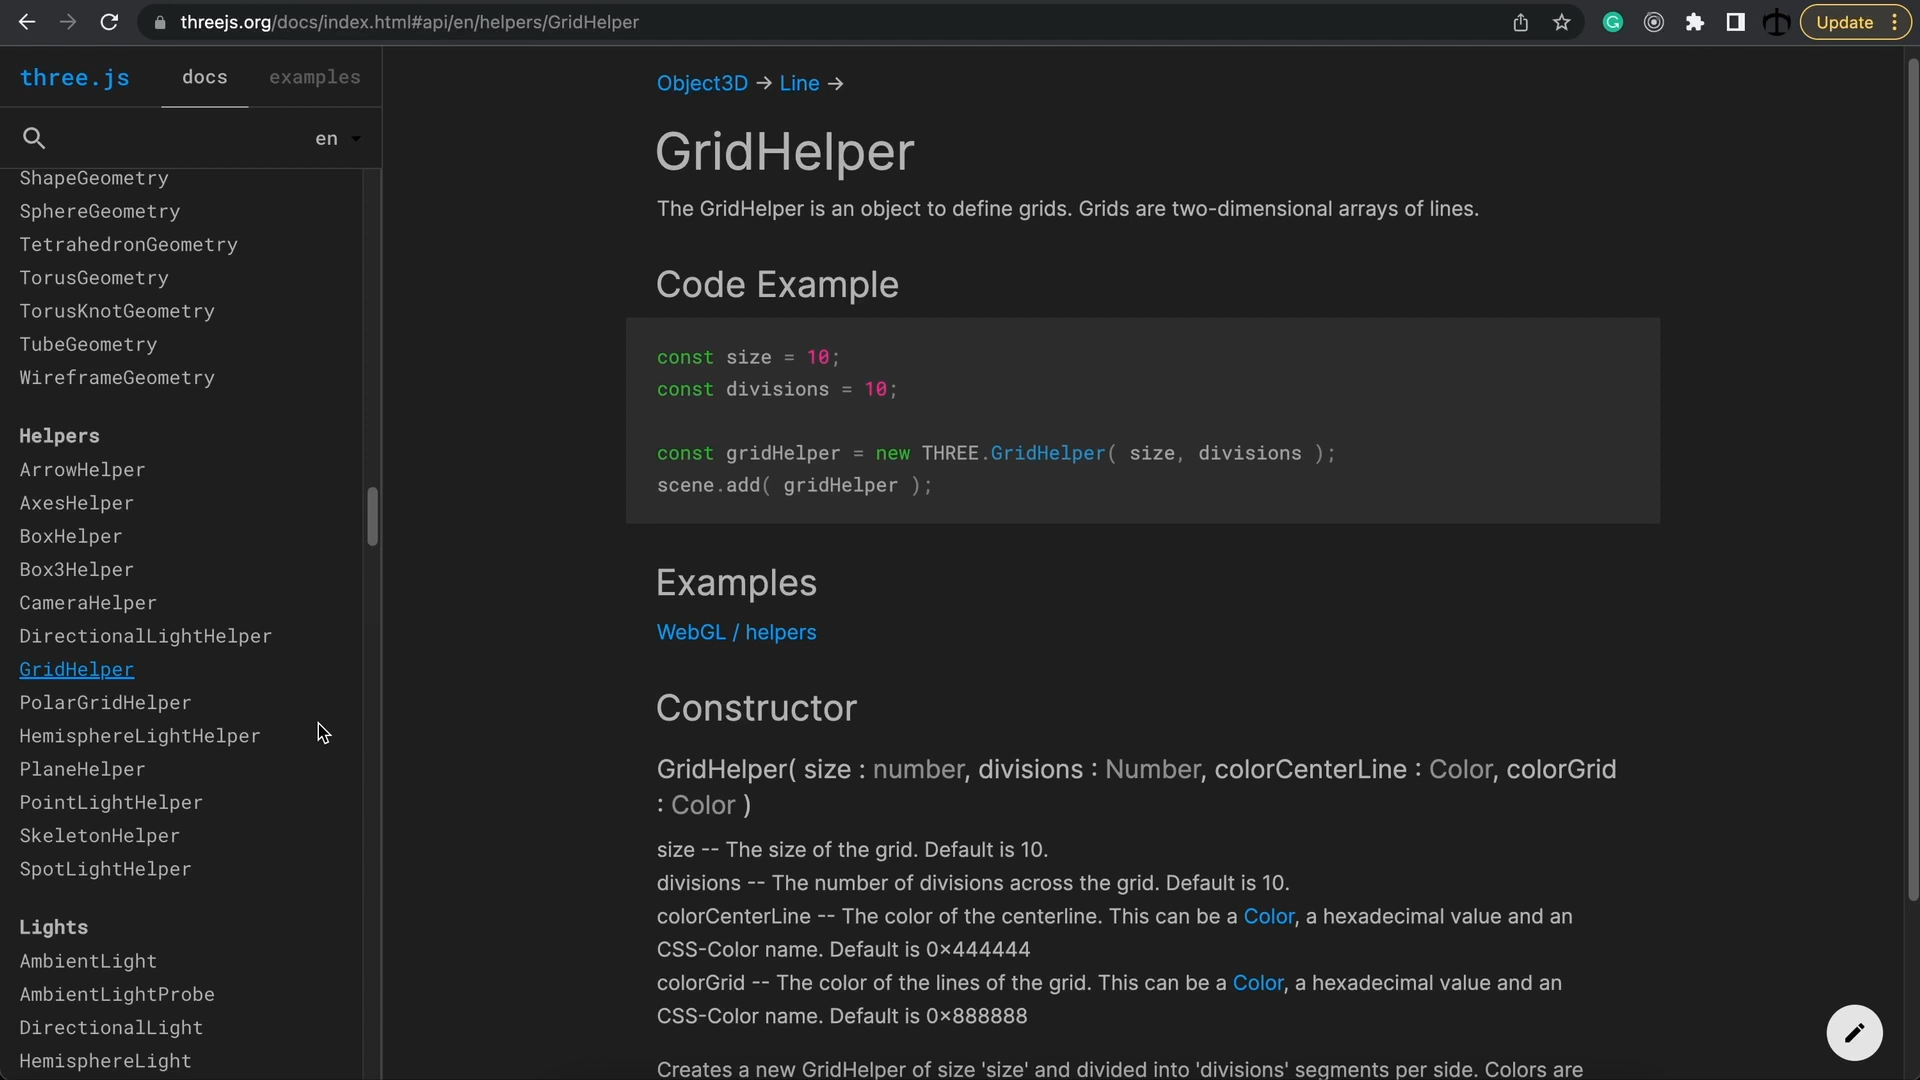 threejs.org/docs/index.html#api/en/helpers/GridHelper
Update
three.js
docs
examples
en
ShapeGeometry
SphereGeometry
TetrahedronGeometry
TorusGeometry
TorusKnotGeometry
TubeGeometry
WireframeGeometry
Helpers
ArrowHelper
AxesHelper
BoxHelper
Box3Helper
CameraHelper
DirectionalLightHelper
GridHelper
PolarGridHelper
HemisphereLightHelper
PlaneHelper
PointLightHelper
SkeletonHelper
SpotLightHelper
Lights
AmbientLight
AmbientLightProbe
DirectionalLight
HemisphereLight
Object3D → Line →
GridHelper
The GridHelper is an object to define grids. Grids are two-dimensional arrays of lines.
Code Example
const size = 10;
const divisions = 10;
const gridHelper = new THREE.GridHelper( size, divisions );
scene.add( gridHelper );
Examples
WebGL / helpers
Constructor
GridHelper( size : number, divisions : Number, colorCenterLine : Color, colorGrid
: Color )
size -- The size of the grid. Default is 10.
divisions -- The number of divisions across the grid. Default is 10.
colorCenterLine -- The color of the centerline. This can be a Color, a hexadecimal value and an
CSS-Color name. Default is 0×444444
colorGrid -- The color of the lines of the grid. This can be a Color, a hexadecimal value and an
CSS-Color name. Default is 0×888888
Creates a new GridHelper of size 'size' and divided into 'divisions' segments per side. Colors are